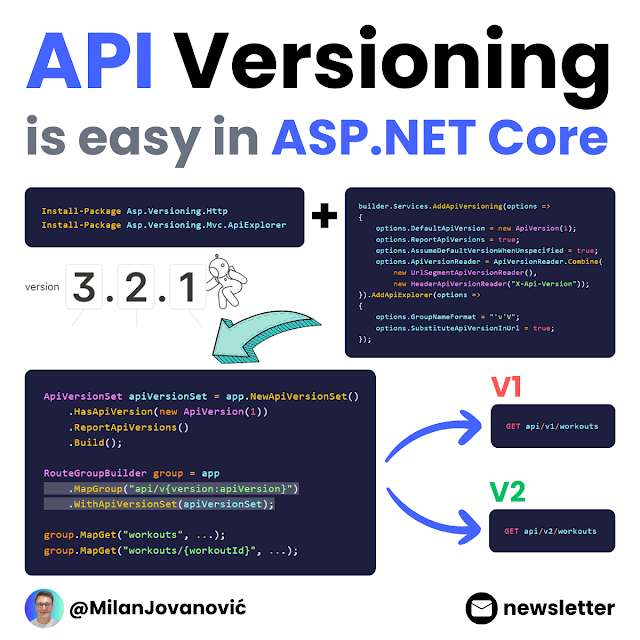 API Versioning
is easy in ASP.NET Core
Install-Package Asp.Versioning.Http
Install-Package Asp.Versioning.Mvc.ApiExplorer
+
builder.Services.AddApiVersioning(options =>
{
    options.DefaultApiVersion = new ApiVersion(1);
    options.ReportApiVersions = true;
    options.AssumeDefaultVersionWhenUnspecified = true;
    options.ApiVersionReader = ApiVersionReader.Combine(
        new UrlSegmentApiVersionReader(),
        new HeaderApiVersionReader("X-Api-Version"));
}).AddApiExplorer(options =>
{
    options.GroupNameFormat = "'v'V";
    options.SubstituteApiVersionInUrl = true;
});
version 3.2.1
ApiVersionSet apiVersionSet = app.NewApiVersionSet()
    .HasApiVersion(new ApiVersion(1))
    .ReportApiVersions()
    .Build();
RouteGroupBuilder group = app
    .MapGroup("api/v{version:apiVersion}")
    .WithApiVersionSet(apiVersionSet);
group.MapGet("workouts", ...);
group.MapGet("workouts/{workoutId}", ...);
V1
GET api/v1/workouts
V2
GET api/v2/workouts
@MilanJovanović
newsletter